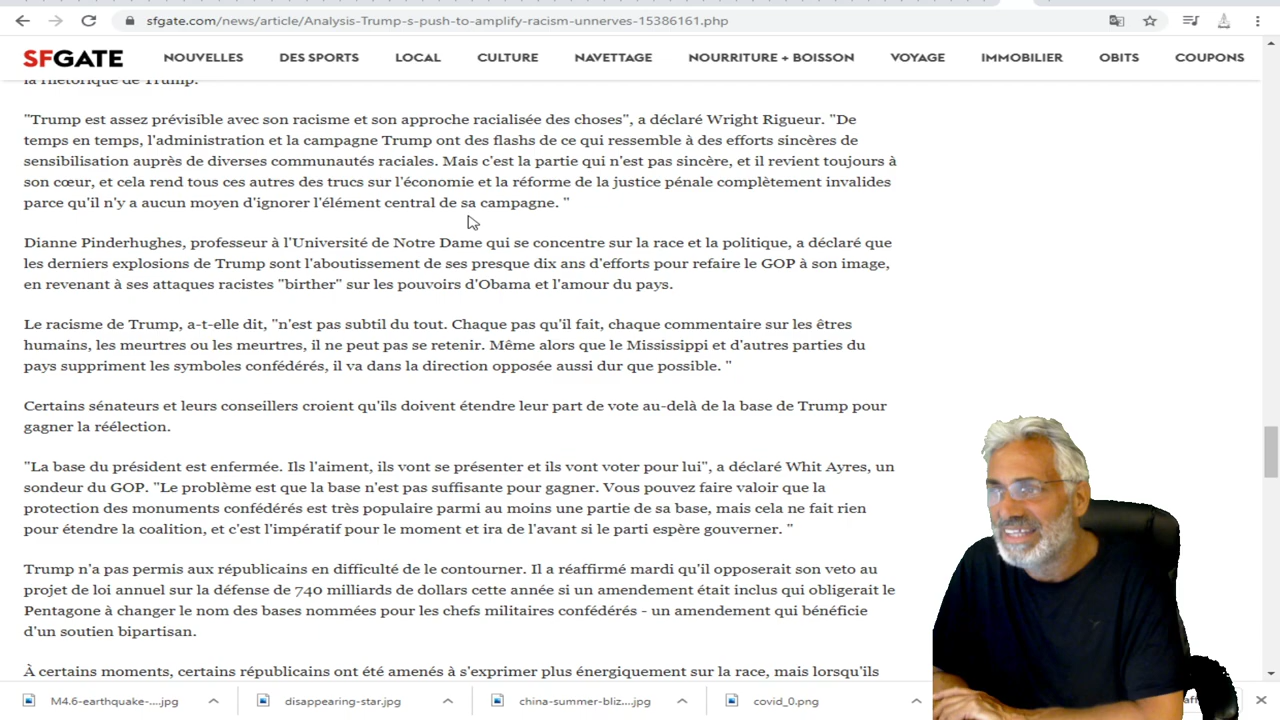 sfgate.com/news/article/Analysis-Trump-s-push-to-amplify-racism-unnerves-15386161.php
SFGATE NOUVELLES DES SPORTS LOCAL CULTURE NAVETTAGE NOURRITURE + BOISSON VOYAGE IMMOBILIER OBITS COUPONS
la rhétorique de Trump.
"Trump est assez prévisible avec son racisme et son approche racialisée des choses", a déclaré Wright Rigueur. "De
temps en temps, l'administration et la campagne Trump ont des flashs de ce qui ressemble à des efforts sincères de
sensibilisation auprès de diverses communautés raciales. Mais c'est la partie qui n'est pas sincère, et il revient toujours à
son cœur, et cela rend tous ces autres des trucs sur l'économie et la réforme de la justice pénale complètement invalides
parce qu'il n'y a aucun moyen d'ignorer l'élément central de sa campagne. "
Dianne Pinderhughes, professeur à l'Université de Notre Dame qui se concentre sur la race et la politique, a déclaré que
les derniers explosions de Trump sont l'aboutissement de ses presque dix ans d'efforts pour refaire le GOP à son image,
en revenant à ses attaques racistes "birther" sur les pouvoirs d'Obama et l'amour du pays.
Le racisme de Trump, a-t-elle dit, "n'est pas subtil du tout. Chaque pas qu'il fait, chaque commentaire sur les êtres
humains, les meurtres ou les meurtres, il ne peut pas se retenir. Même alors que le Mississippi et d'autres parties du
pays suppriment les symboles confédérés, il va dans la direction opposée aussi dur que possible. "
Certains sénateurs et leurs conseillers croient qu'ils doivent étendre leur part de vote au-delà de la base de Trump pour
gagner la réélection.
"La base du président est enfermée. Ils l'aiment, ils vont se présenter et ils vont voter pour lui", a déclaré Whit Ayres, un
sondeur du GOP. "Le problème est que la base n'est pas suffisante pour gagner. Vous pouvez faire valoir que la
protection des monuments confédérés est très populaire parmi au moins une partie de sa base, mais cela ne fait rien
pour étendre la coalition, et c'est l'impératif pour le moment et ira de l'avant si le parti espère gouverner. "
Trump n'a pas permis aux républicains en difficulté de le contourner. Il a réaffirmé mardi qu'il opposerait son veto au
projet de loi annuel sur la défense de 740 milliards de dollars cette année si un amendement était inclus qui obligerait le
Pentagone à changer le nom des bases nommées pour les chefs militaires confédérés - un amendement qui bénéficie
d'un soutien bipartisan.
À certains moments, certains républicains ont été amenés à s'exprimer plus énergiquement sur la race, mais lorsqu'ils
M4.6-earthquake-....jpg disappearing-star.jpg china-summer-bliz....jpg covid_0.png